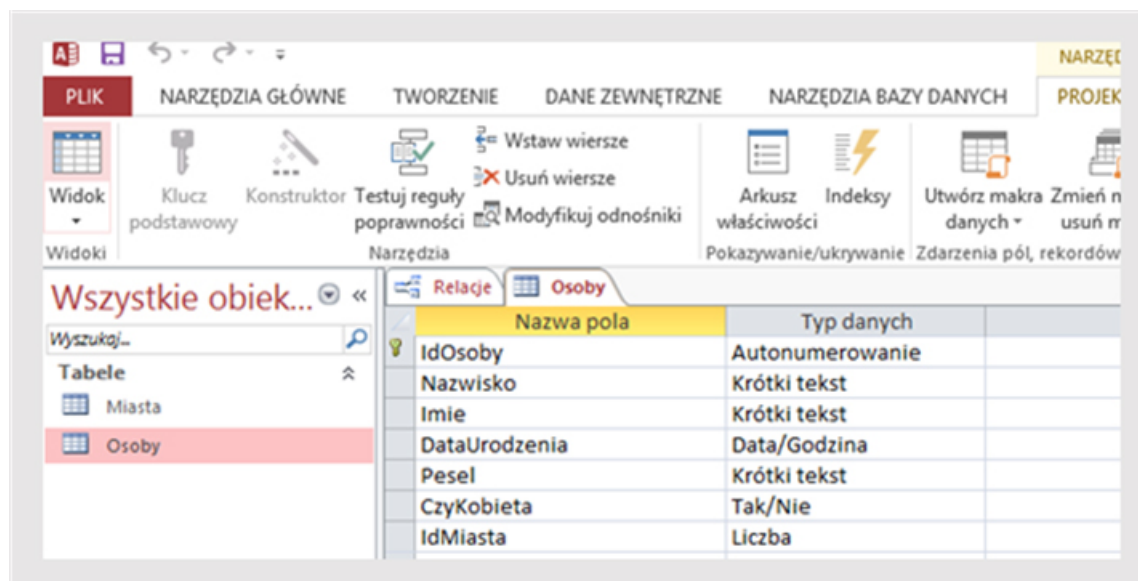 NARZĘD
PLIK NARZĘDZIA GŁÓWNE TWORZENIE DANE ZEWNĘTRZNE NARZĘDZIA BAZY DANYCH PROJEK
Widok
Klucz podstawowy
Konstruktor
Testuj reguły poprawności
Wstaw wiersze
Usuń wiersze
Modyfikuj odnośniki
Arkusz właściwości
Indeksy
Utwórz makra danych
Zmień n
usuń m
Widoki Narzędzia Pokazywanie/ukrywanie Zdarzenia pól, rekordów
Wszystkie obiek...
Wyszukaj...
Tabele
Miasta
Osoby
Relacje Osoby
Nazwa pola Typ danych
IdOsoby Autonumerowanie
Nazwisko Krótki tekst
Imie Krótki tekst
DataUrodzenia Data/Godzina
Pesel Krótki tekst
CzyKobieta Tak/Nie
IdMiasta Liczba